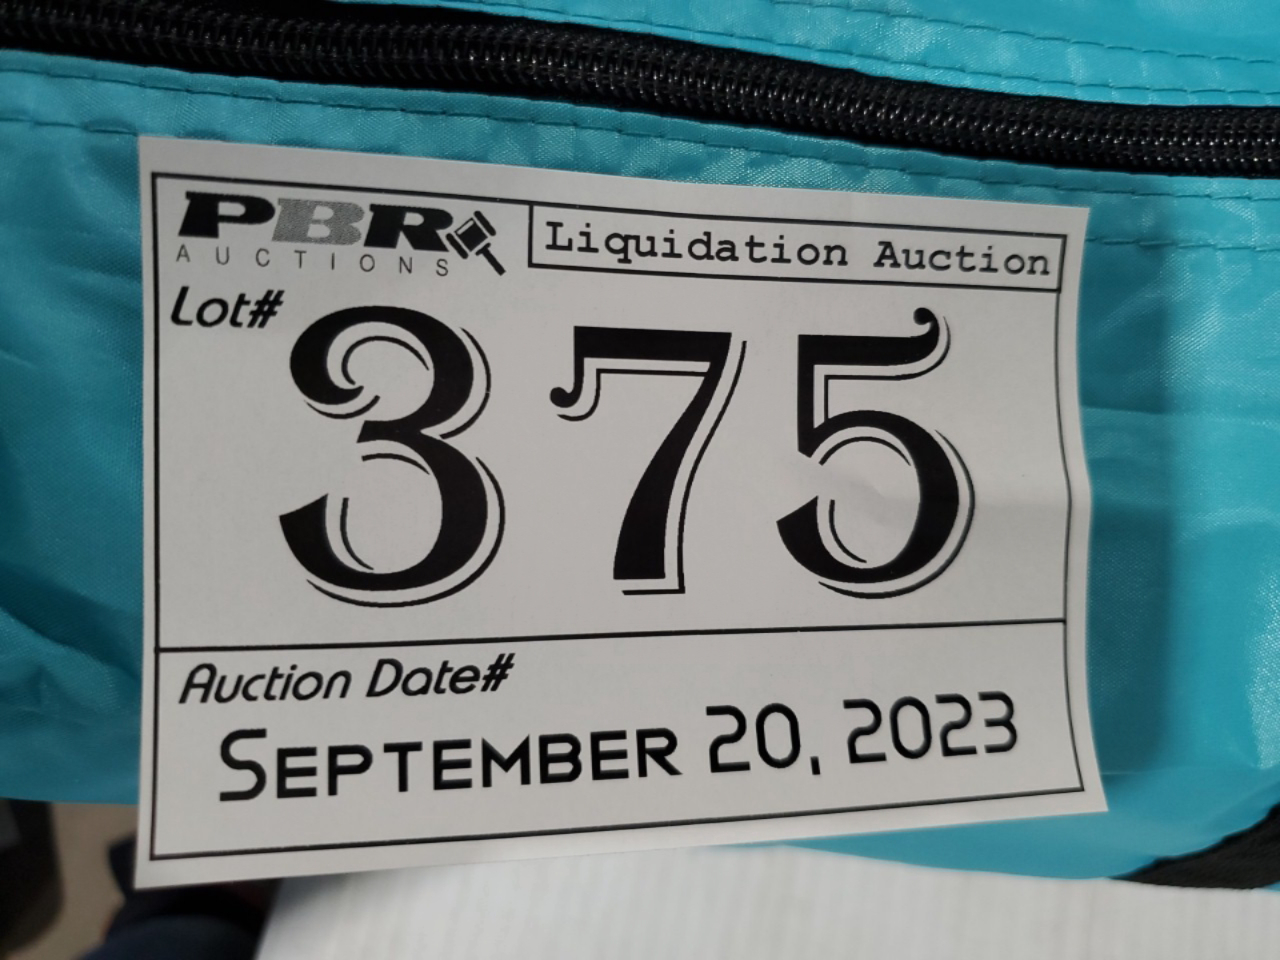 PBR
AUCTIONS
Liquidation Auction
Lot#
375
Auction Date#
SEPTEMBER 20, 2023